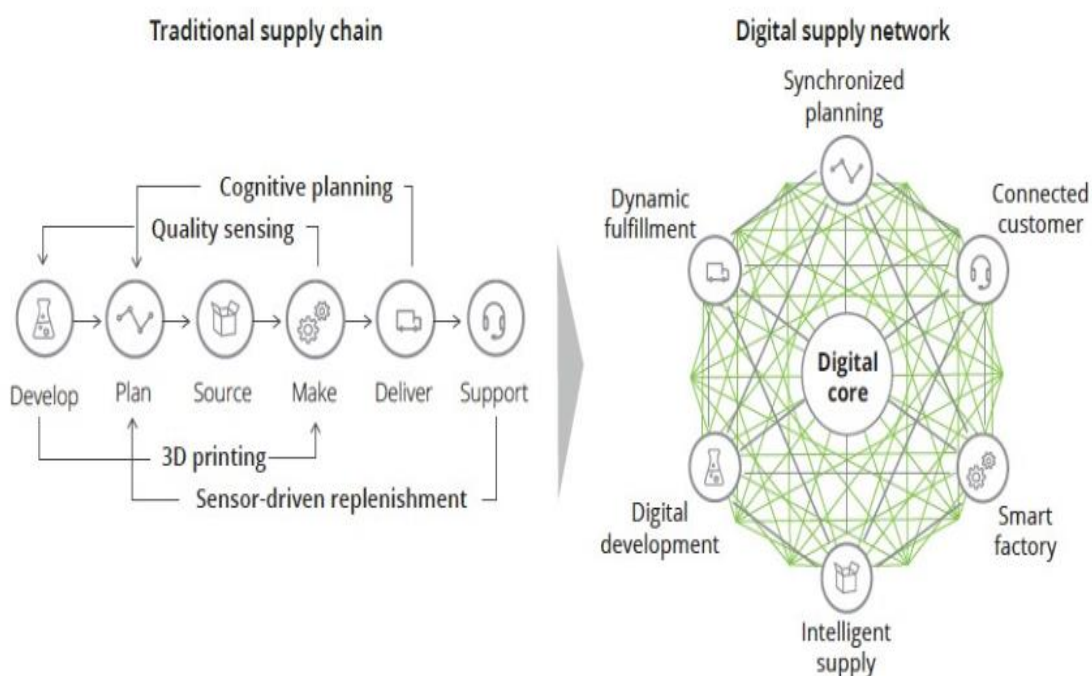 Traditional supply chain
Cognitive planning
Quality sensing
Develop
Plan
Source
Make
Deliver
Support
3D printing
Sensor-driven replenishment
Digital supply network
Synchronized
planning
Dynamic
fulfillment
Connected
customer
Digital
core
Digital
development
Smart
factory
Intelligent
supply